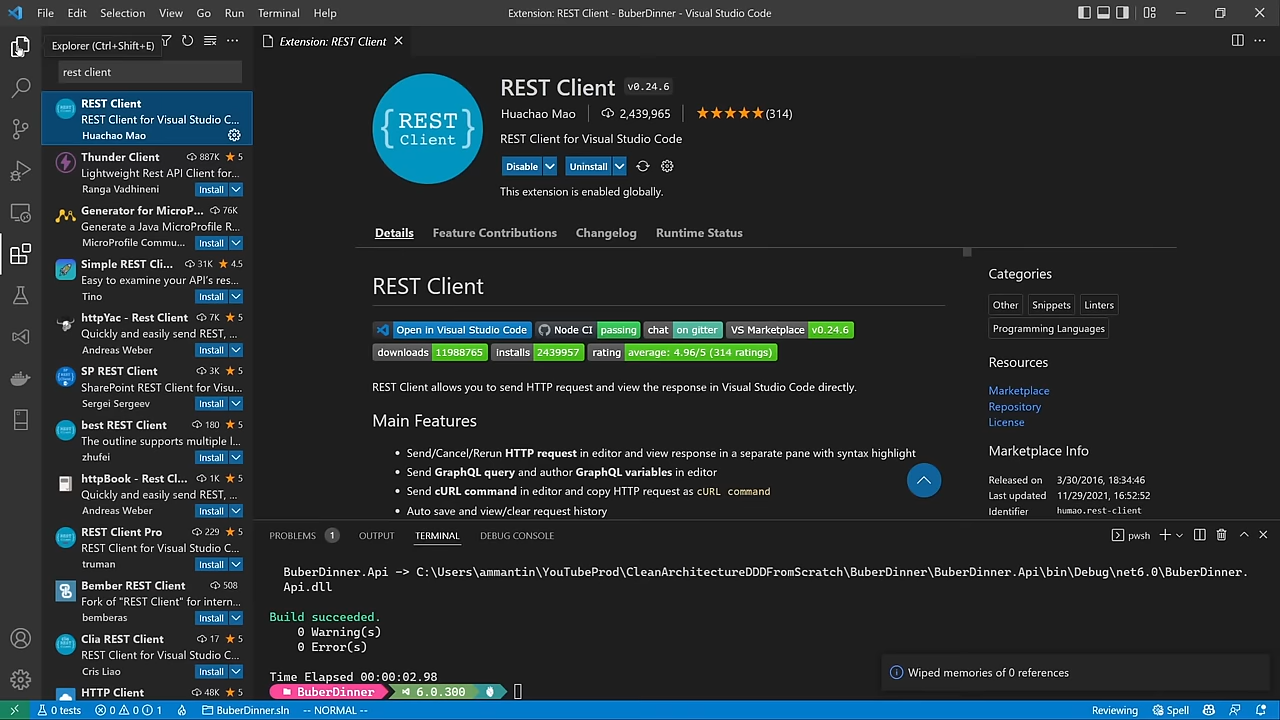 File Edit Selection View Go Run Terminal Help
Extension: REST Client - BuberDinner - Visual Studio Code
Explorer (Ctrl+Shift+E)
rest client
REST Client
REST Client for Visual Studio C...
Huachao Mao
Thunder Client 887K 5
Lightweight Rest API Client for...
Ranga Vadhineni Install
Generator for MicroP... 76K
Generate a Java MicroProfile R...
MicroProfile Commu... Install
Simple REST Cli... 31K 4.5
Easy to examine your API's res...
Tino Install
httpYac - Rest Client 7K 5
Quickly and easily send REST, ...
Andreas Weber Install
SP REST Client 3K 5
SharePoint REST Client for Visu...
Sergei Sergeev Install
best REST Client 180 5
The outline supports multiple l...
zhufei Install
httpBook - Rest Cl... 1K 5
Quickly and easily send REST, ...
Andreas Weber Install
REST Client Pro 229 5
REST Client for Visual Studio C...
truman Install
Bember REST Client 508
Fork of "REST Client" for intern...
bemberas Install
Clia REST Client 17 5
REST Client for Visual Studio C...
Cris Liao Install
HTTP Client 48K 5
Extension: REST Client
{REST Client}
REST Client v0.24.6
Huachao Mao 2,439,965 ★★★★★(314)
REST Client for Visual Studio Code
Disable Uninstall
This extension is enabled globally.
Details Feature Contributions Changelog Runtime Status
REST Client
Open in Visual Studio Code Node CI passing chat on gitter VS Marketplace v0.24.6
downloads 11988765 installs 2439957 rating average: 4.96/5 (314 ratings)
REST Client allows you to send HTTP request and view the response in Visual Studio Code directly.
Main Features
• Send/Cancel/Rerun HTTP request in editor and view response in a separate pane with syntax highlight
• Send GraphQL query and author GraphQL variables in editor
• Send cURL command in editor and copy HTTP request as cURL command
• Auto save and view/clear request history
Categories
Other Snippets Linters
Programming Languages
Resources
Marketplace
Repository
License
Marketplace Info
Released on 3/30/2016, 18:34:46
Last updated 11/29/2021, 16:52:52
Identifier humao.rest-client
PROBLEMS 1 OUTPUT TERMINAL DEBUG CONSOLE
pwsh
BuberDinner.Api -> C:\Users\ammantin\YouTubeProd\CleanArchitectureDDDFromScratch\BuberDinner\BuberDinner.Api\bin\Debug\net6.0\BuberDinner.
Api.dll
Build succeeded.
0 Warning(s)
0 Error(s)
Time Elapsed 00:00:02.98
BuberDinner 6.0.300
Wiped memories of 0 references
0 tests 0 0 1 BuberDinner.sln -- NORMAL -- Reviewing Spell